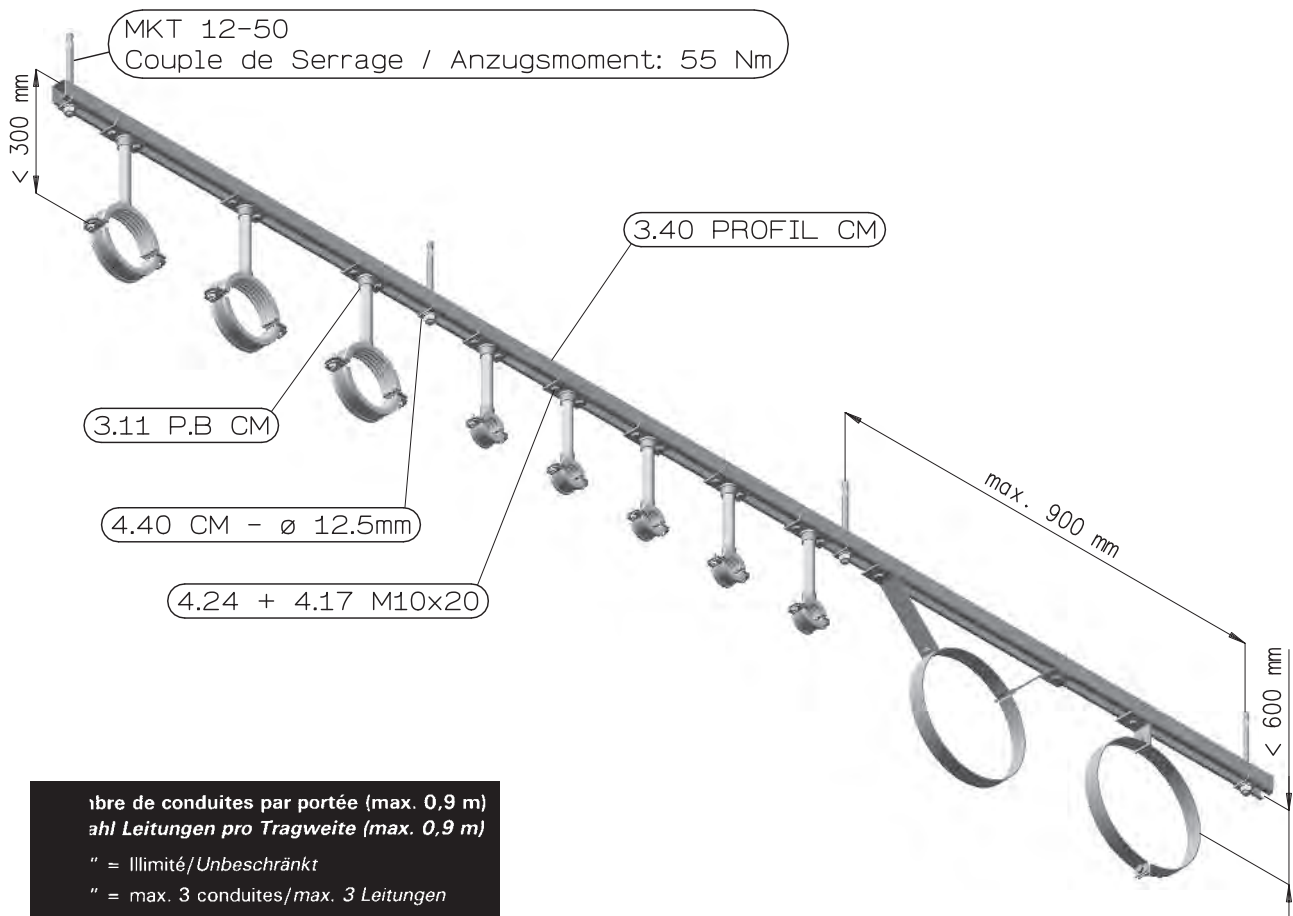 MKT 12-50
Couple de Serrage / Anzugsmoment: 55 Nm
< 300 mm
3.40 PROFIL CM
3.11 P.B CM
4.40 CM - ø 12.5mm
4.24 + 4.17 M10x20
max. 900 mm
< 600 mm
de conduites par portée (max. 0,9 m)
Leitungen pro Tragweite (max. 0,9 m)
" = Illimité/Unbeschränkt
" = max. 3 conduites/max. 3 Leitungen